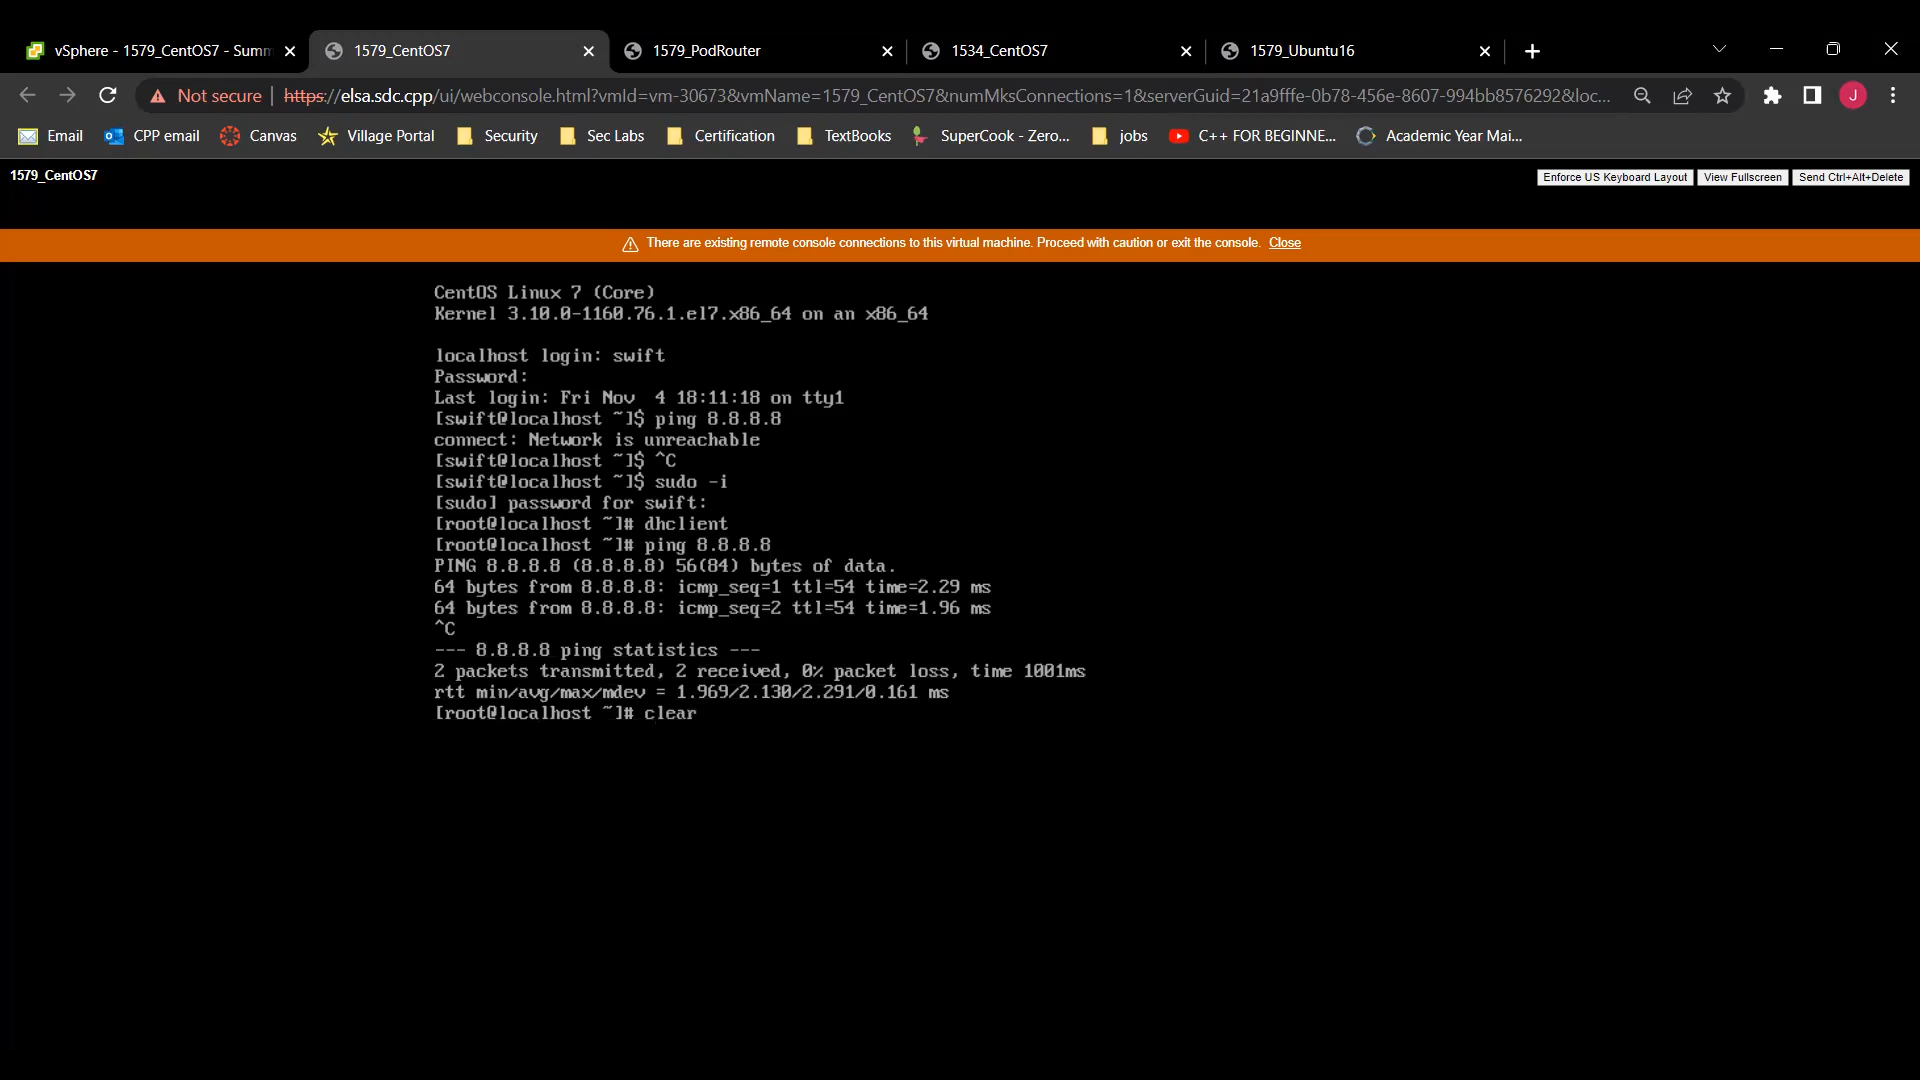 vSphere - 1579_CentOS7 - Summ
1579_CentOS7
1579_PodRouter
1534_CentOS7
1579_Ubuntu16
Not secure | https://elsa.sdc.cpp/ui/webconsole.html?vmId=vm-30673&vmName=1579_CentOS7&numMksConnections=1&serverGuid=21a9fffe-0b78-456e-8607-994bb8576292&loc...
J
Email
CPP email
Canvas
Village Portal
Security
Sec Labs
Certification
TextBooks
SuperCook - Zero...
jobs
C++ FOR BEGINNE...
Academic Year Mai...
1579_CentOS7
Enforce US Keyboard Layout
View Fullscreen
Send Ctrl+Alt+Delete
There are existing remote console connections to this virtual machine. Proceed with caution or exit the console. Close
CentOS Linux 7 (Core)
Kernel 3.10.0-1160.76.1.el7.x86_64 on an x86_64
localhost login: swift
Password:
Last login: Fri Nov  4 18:11:18 on tty1
[swift@localhost ~]$ ping 8.8.8.8
connect: Network is unreachable
[swift@localhost ~]$ ^C
[swift@localhost ~]$ sudo -i
[sudo] password for swift:
[root@localhost ~]# dhclient
[root@localhost ~]# ping 8.8.8.8
PING 8.8.8.8 (8.8.8.8) 56(84) bytes of data.
64 bytes from 8.8.8.8: icmp_seq=1 ttl=54 time=2.29 ms
64 bytes from 8.8.8.8: icmp_seq=2 ttl=54 time=1.96 ms
^C
--- 8.8.8.8 ping statistics ---
2 packets transmitted, 2 received, 0% packet loss, time 1001ms
rtt min/avg/max/mdev = 1.969/2.130/2.291/0.161 ms
[root@localhost ~]# clear